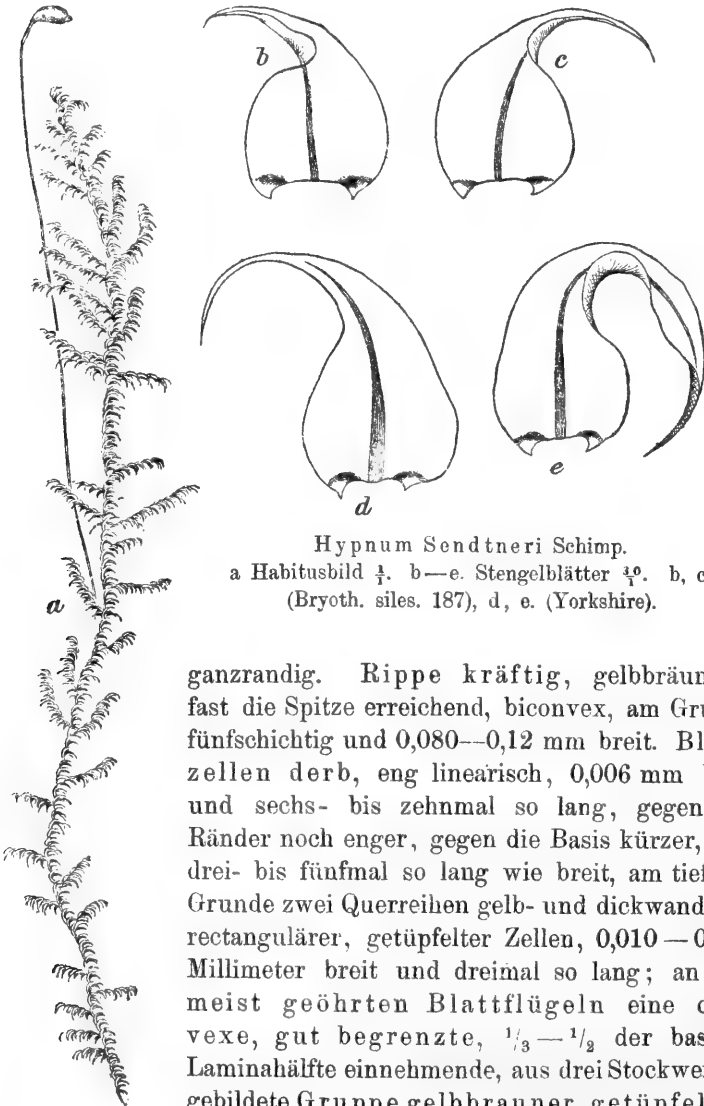 b
c
d
e
a
Hypnum Sendtneri Schimp.
a Habitusbild 1/1. b—e. Stengelblätter 30/1. b, c
(Bryoth. siles. 187), d, e. (Yorkshire).
ganzrandig. Rippe kräftig, gelbbräun
fast die Spitze erreichend, biconvex, am Gru
fünfschichtig und 0,080—0,12 mm breit. Bl
zellen derb, eng linearisch, 0,006 mm
und sechs- bis zehnmal so lang, gegen
Ränder noch enger, gegen die Basis kürzer,
drei- bis fünfmal so lang wie breit, am tief
Grunde zwei Querreihen gelb- und dickwand
rectangulärer, getüpfelter Zellen, 0,010—0
Millimeter breit und dreimal so lang; an
meist geöhrten Blattflügeln eine c
vexe, gut begrenzte, 1/3—1/2 der bas
Laminahälfte einnehmende, aus drei Stockwe
gebildete Gruppe gelbbrauner, getüpfel